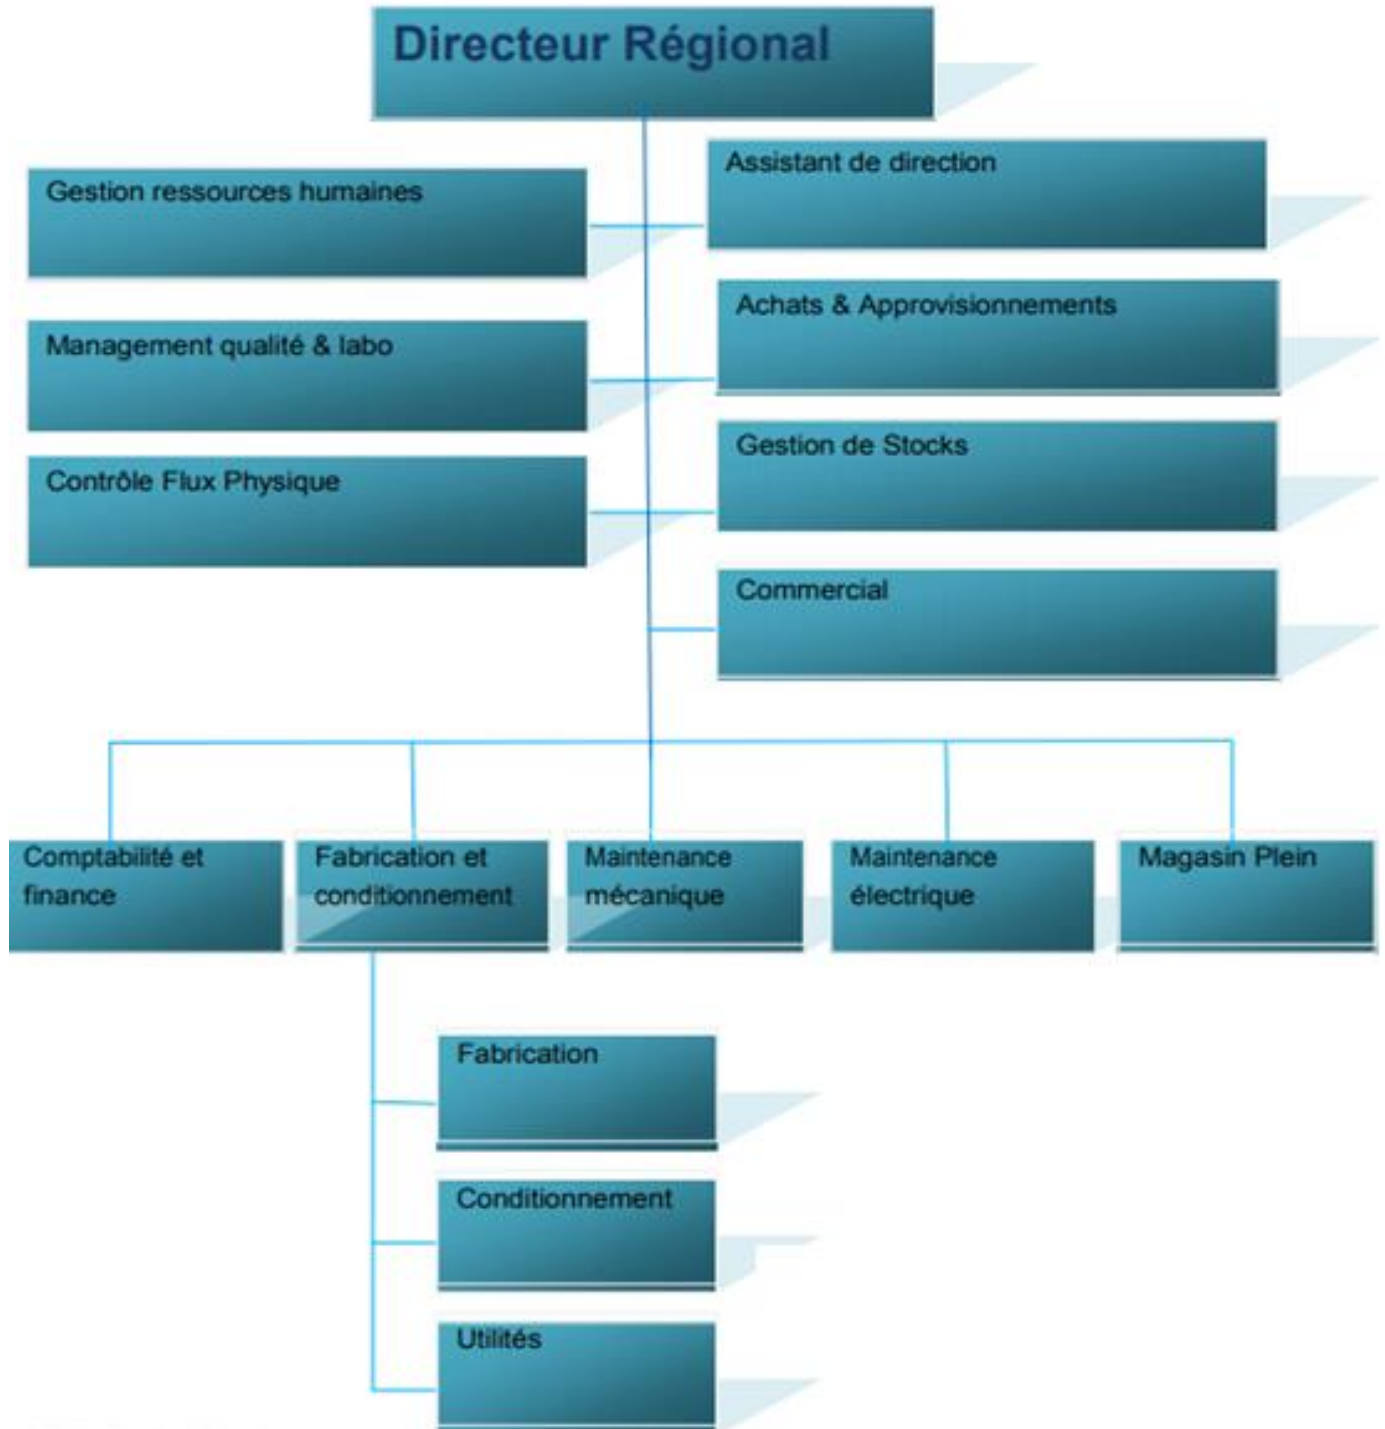 Directeur Régional
Gestion ressources humaines
Assistant de direction
Management qualité & labo
Achats & Approvisionnements
Contrôle Flux Physique
Gestion de Stocks
Commercial
Comptabilité et
finance
Fabrication et
conditionnement
Maintenance
mécanique
Maintenance
électrique
Magasin Plein
Fabrication
Conditionnement
Utilités